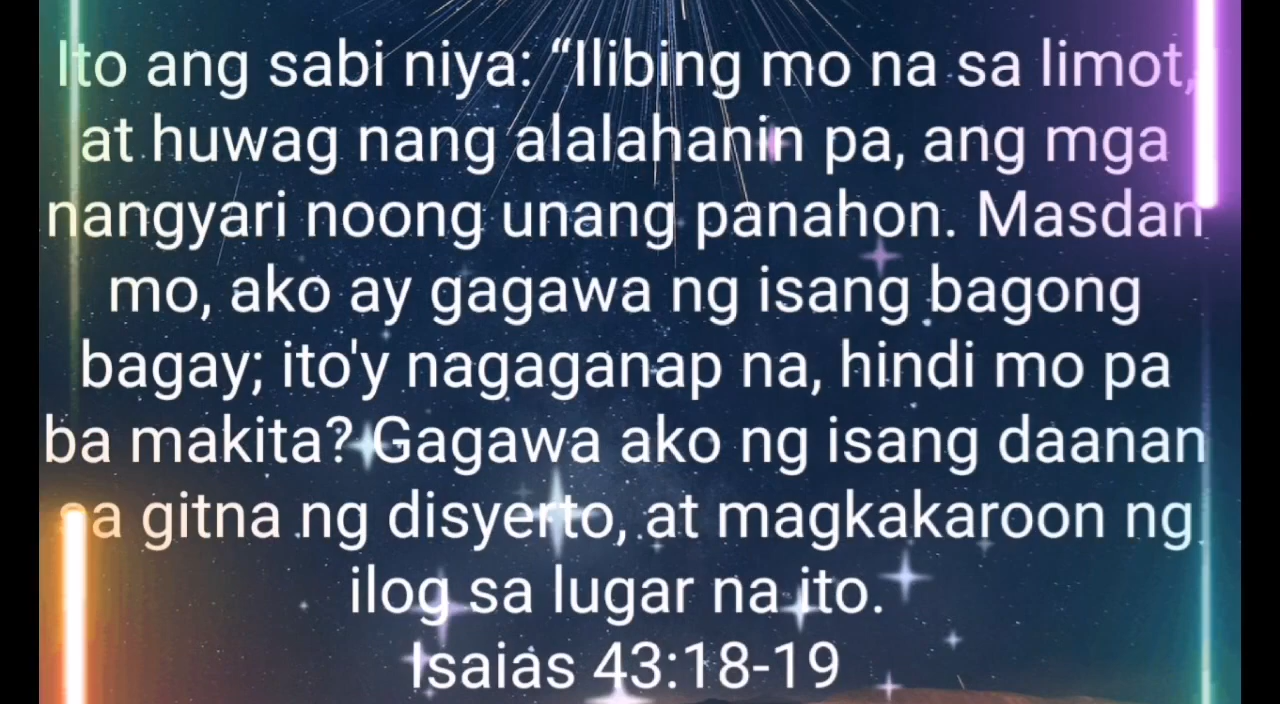 Ito ang sabi niya: “Ilibing mo na sa limot,
at huwag nang alalahanin pa, ang mga
nangyari noong unang panahon. Masdan
mo, ako ay gagawa ng isang bagong
bagay; ito'y nagaganap na, hindi mo pa
ba makita? Gagawa ako ng isang daanan
sa gitna ng disyerto, at magkakaroon ng
ilog sa lugar na ito.
Isaias 43:18-19